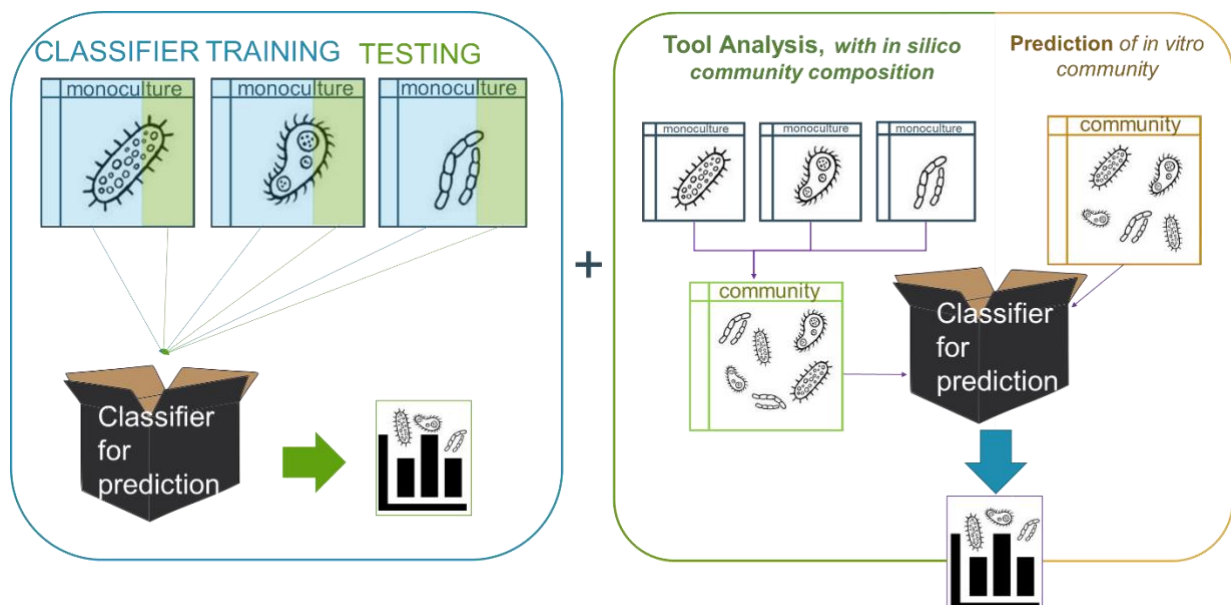 CLASSIFIER TRAINING TESTING
monoculture
monoculture
monoculture
Classifier
for
prediction
+
Tool Analysis, with in silico
community composition
monoculture
monoculture
monoculture
community
Prediction of in vitro
community
community
Classifier
for
prediction